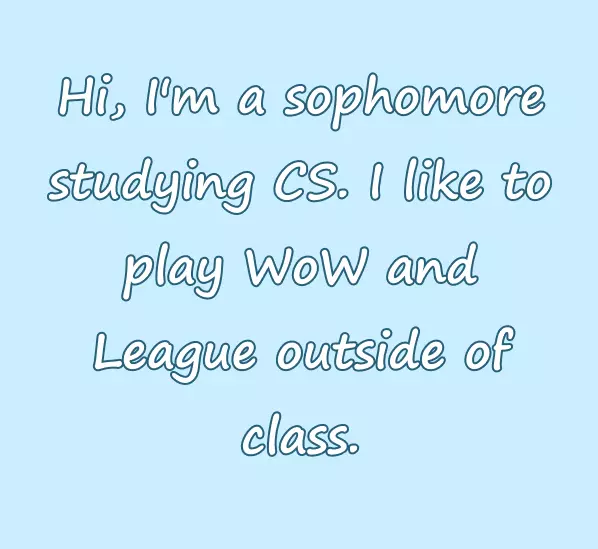 Hi, I'm a sophomore
studying CS. I like to
play WoW and
League outside of
class.